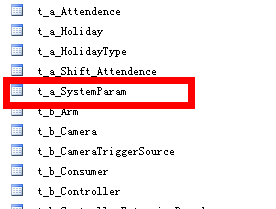 t_a_Attendence
t_a_Holiday
t_a_HolidayType
t_a_Shift_Attendence
t_a_SystemParam
t_b_Arm
t_b_Camera
t_b_CameraTriggerSource
t_b_Consumer
t_b_Controller